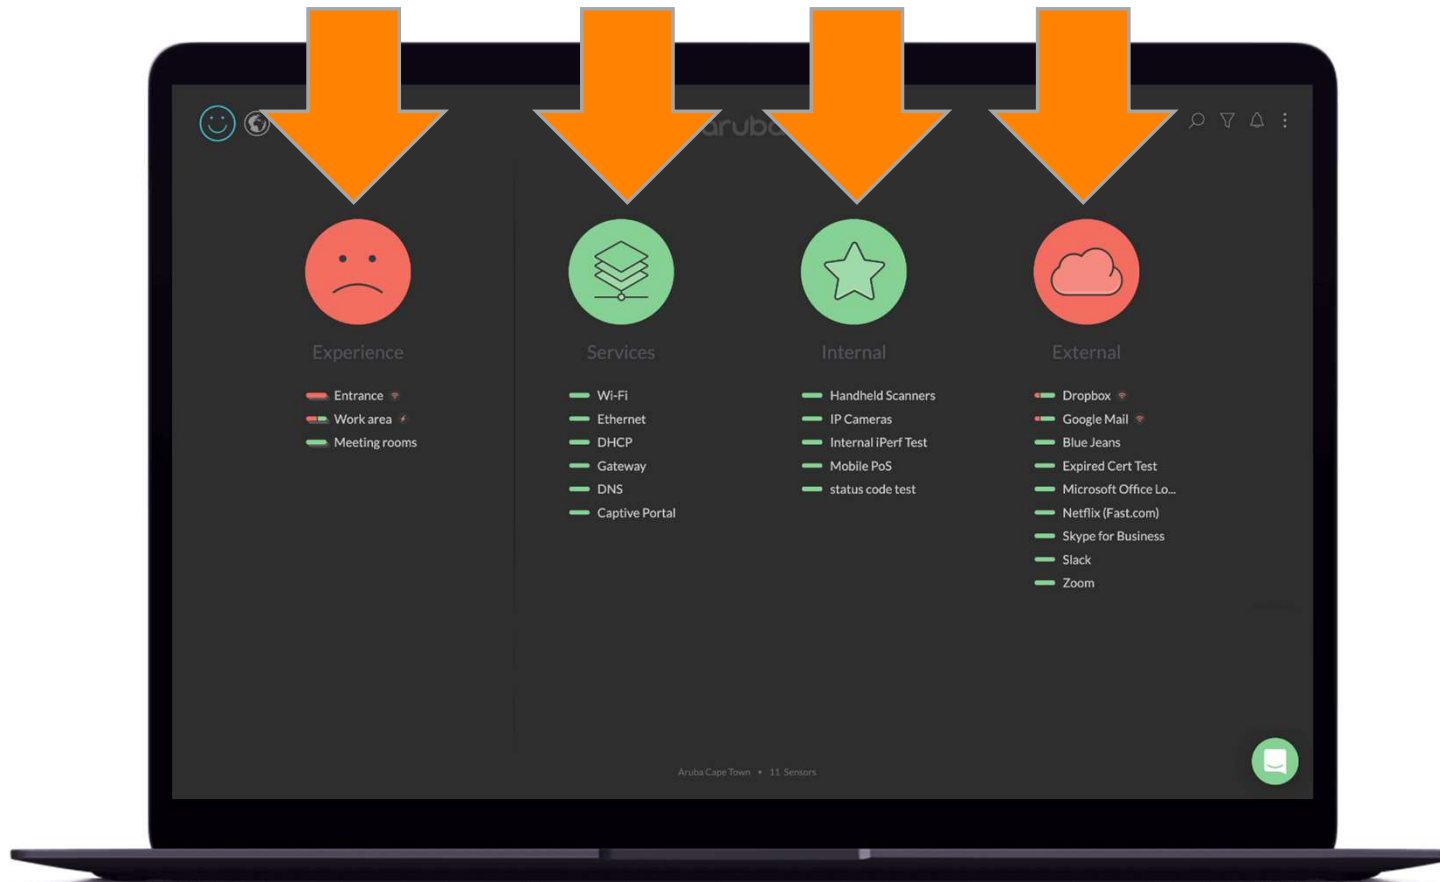 aruba
Experience
Entrance
Work area
Meeting rooms
Services
Wi-Fi
Ethernet
DHCP
Gateway
DNS
Captive Portal
Internal
Handheld Scanners
IP Cameras
Internal iPerf Test
Mobile PoS
status code test
External
Dropbox
Google Mail
Blue Jeans
Expired Cert Test
Microsoft Office Lo...
Netflix (Fast.com)
Skype for Business
Slack
Zoom
Aruba Cape Town • 11 Sensors